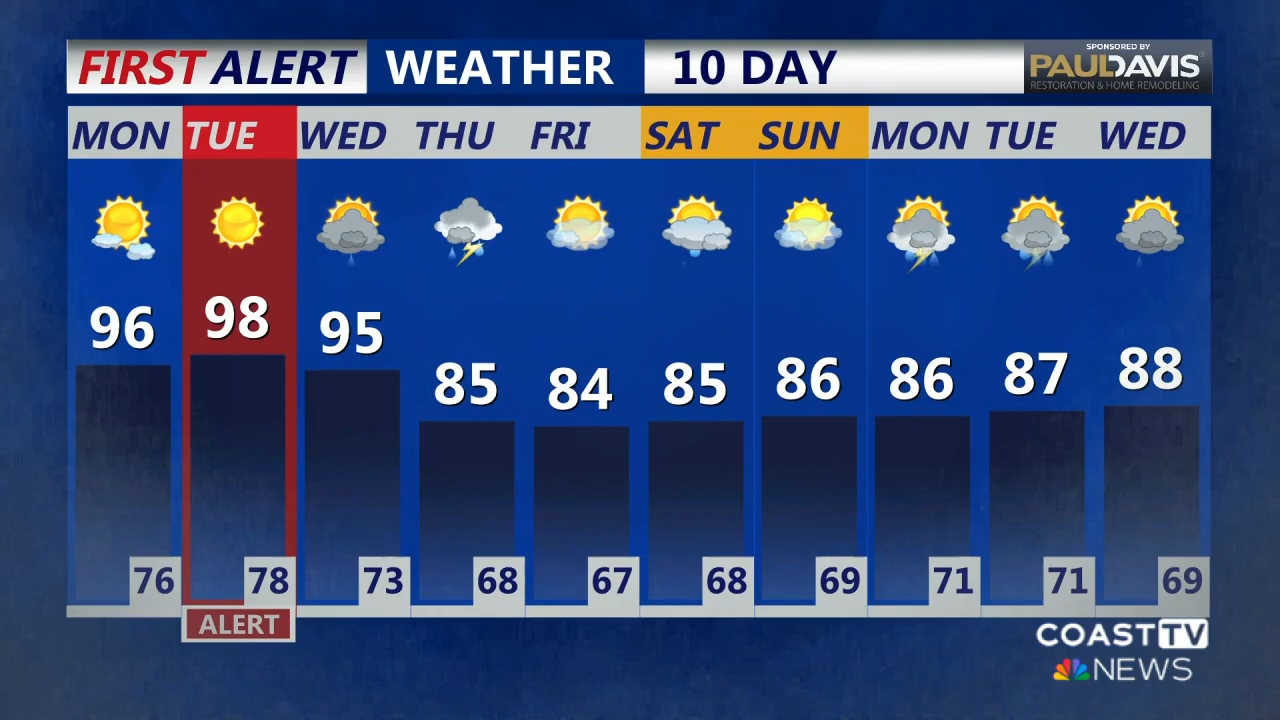 FIRST ALERT WEATHER 10 DAY
SPONSORED BY
PAULDAVIS
RESTORATION & HOME REMODELING
MON TUE WED THU FRI SAT SUN MON TUE WED
96 98 95 85 84 85 86 86 87 88
76 78 73 68 67 68 69 71 71 69
ALERT
COAST TV
NEWS